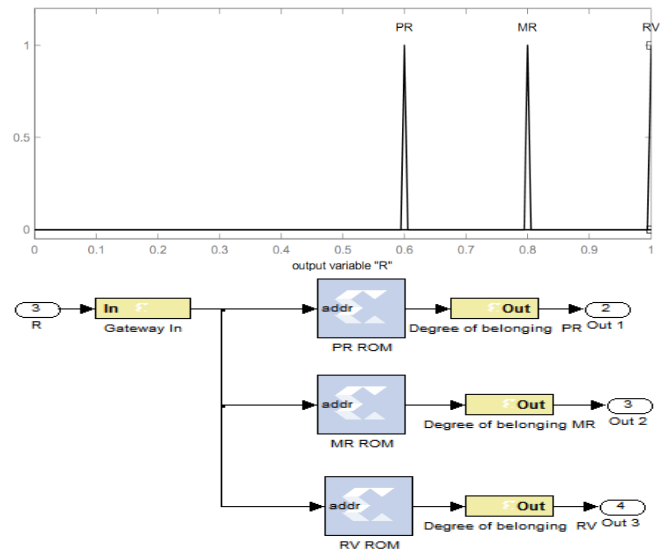 PR MR RV
1
0.5
0
0 0.1 0.2 0.3 0.4 0.5 0.6 0.7 0.8 0.9 1
output variable "R"
3
R
In
Gateway In
addr
PR ROM
Out
Degree of belonging PR
2
Out 1
addr
MR ROM
Out
Degree of belonging MR
3
Out 2
addr
RV ROM
Out
Degree of belonging RV
4
Out 3